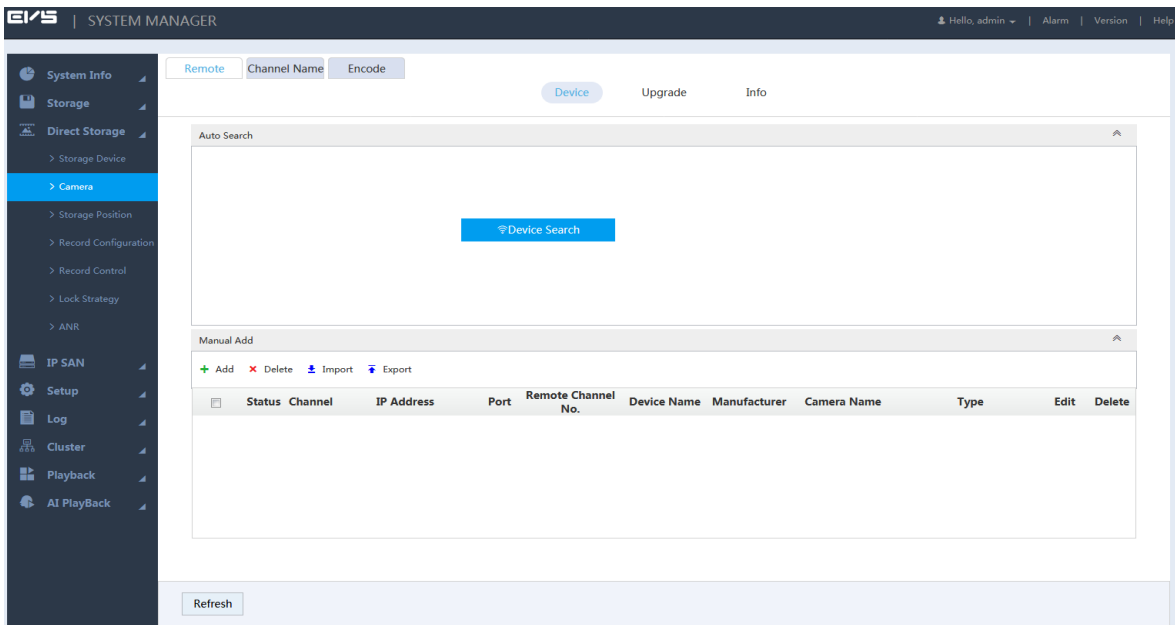 EVS | SYSTEM MANAGER
Hello, admin | Alarm | Version | Help
System Info
Storage
Direct Storage
> Storage Device
> Camera
> Storage Position
> Record Configuration
> Record Control
> Lock Strategy
> ANR
IP SAN
Setup
Log
Cluster
Playback
AI PlayBack
Remote Channel Name Encode
Device Upgrade Info
Auto Search
Device Search
Manual Add
Add Delete Import Export
Status Channel IP Address Port Remote Channel No. Device Name Manufacturer Camera Name Type Edit Delete
Refresh